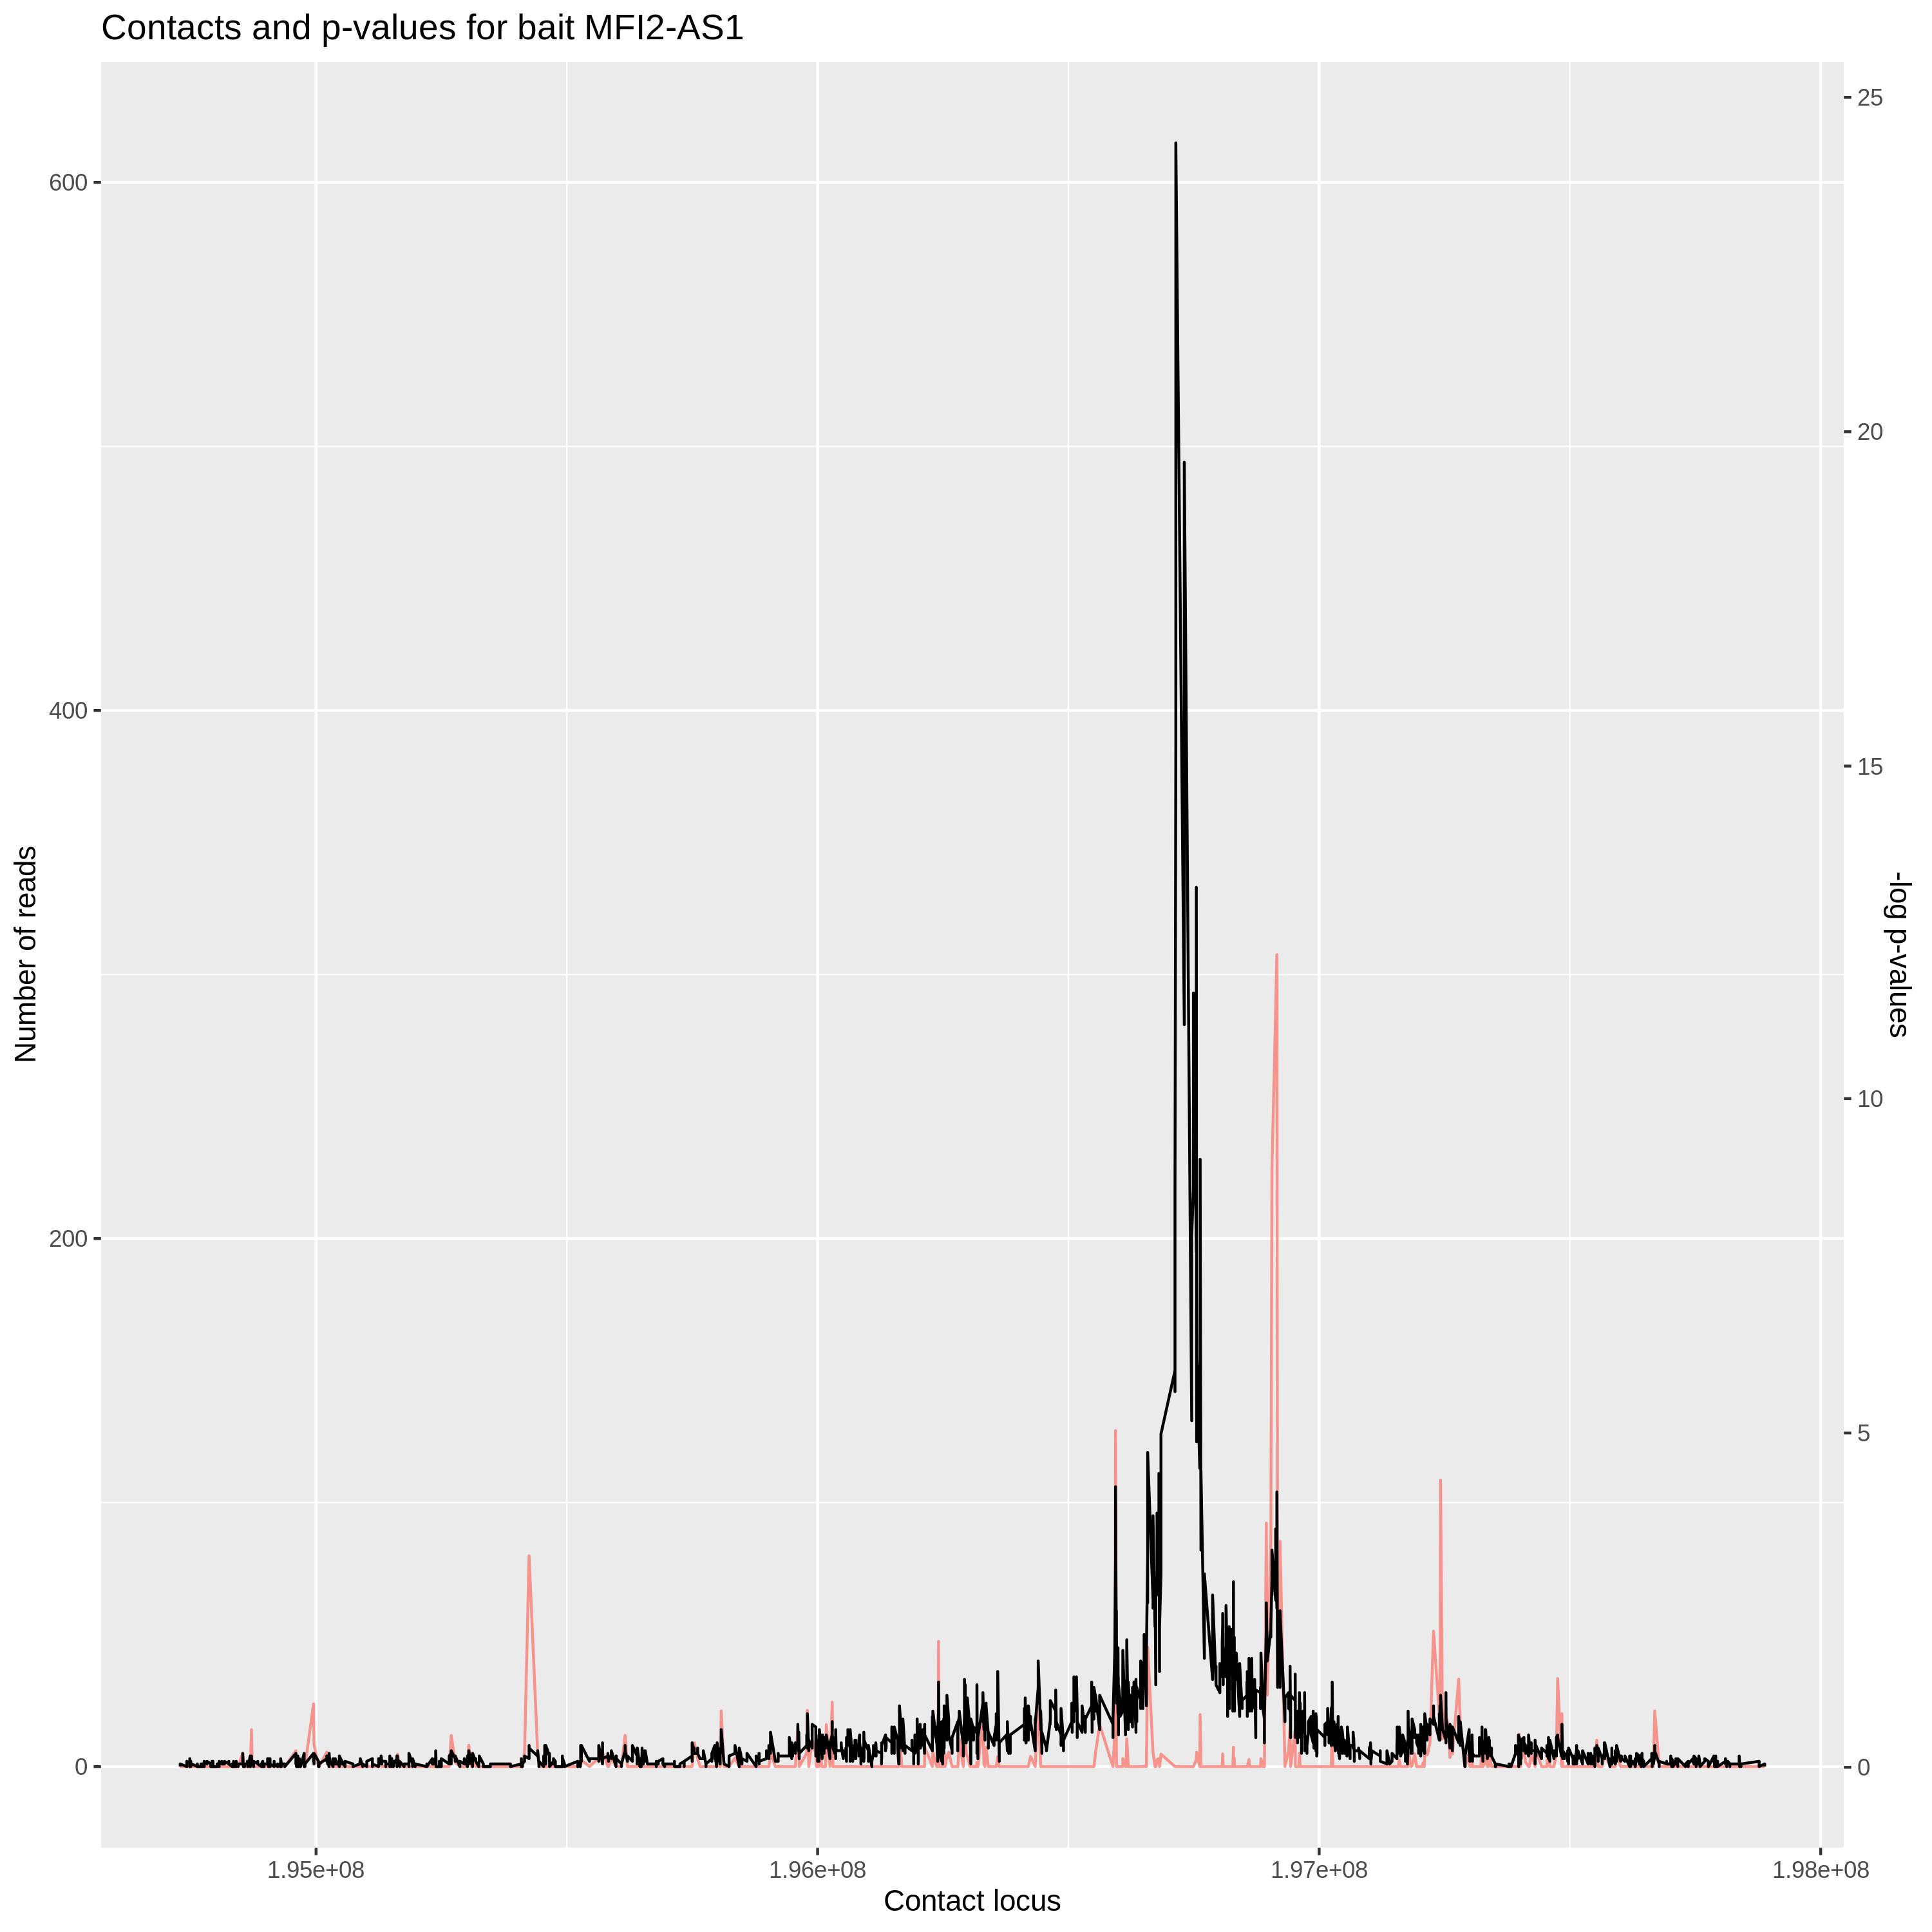 Contacts and p-values for bait MFI2-AS1
600
400
200
0
Number of reads
25
20
15
10
5
0
-log p-values
1.95e+08
1.96e+08
1.97e+08
1.98e+08
Contact locus